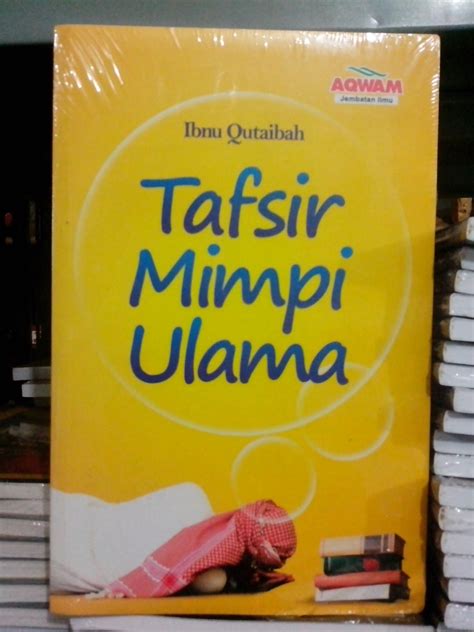 AQWAM
Jembatan Ilmu
Ibnu Qutaibah
Tafsir
Mimpi
Ulama